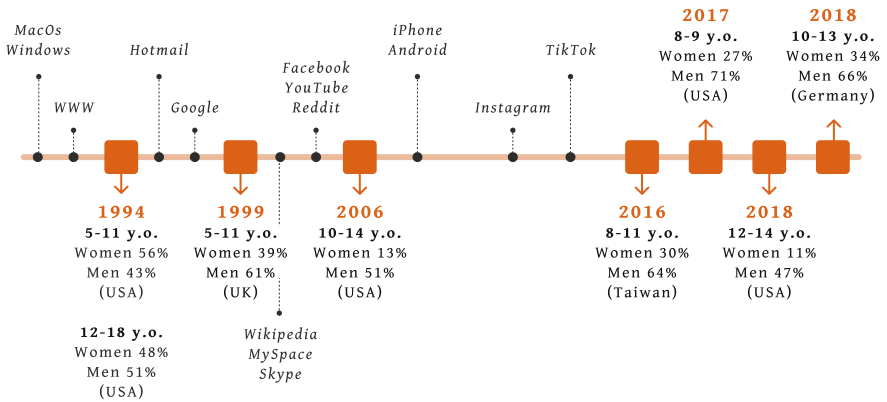 MacOs
Windows
WWW
Hotmail
Google
Facebook
YouTube
Reddit
iPhone
Android
Instagram
TikTok
2017
8-9 y.o.
Women 27%
Men 71%
(USA)
2018
10-13 y.o.
Women 34%
Men 66%
(Germany)
1994
5-11 y.o.
Women 56%
Men 43%
(USA)
12-18 y.o.
Women 48%
Men 51%
(USA)
1999
5-11 y.o.
Women 39%
Men 61%
(UK)
Wikipedia
MySpace
Skype
2006
10-14 y.o.
Women 13%
Men 51%
(USA)
2016
8-11 y.o.
Women 30%
Men 64%
(Taiwan)
2018
12-14 y.o.
Women 11%
Men 47%
(USA)